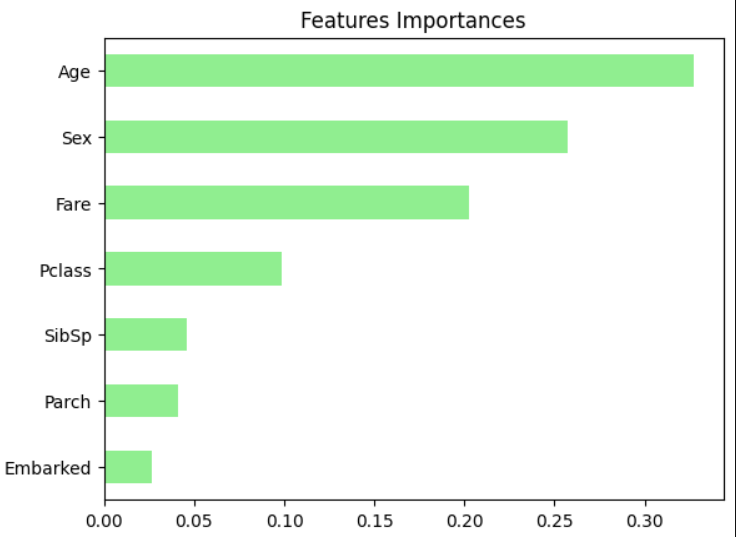 Features Importances
Age
Sex
Fare
Pclass
SibSp
Parch
Embarked
0.00 0.05 0.10 0.15 0.20 0.25 0.30